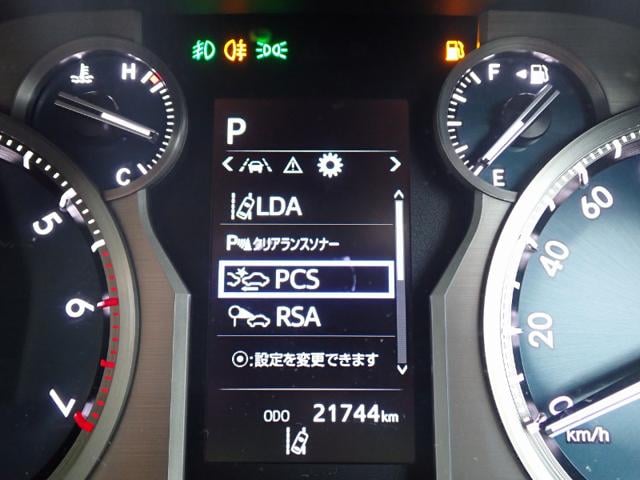 H
C
F
E
P
LDA
クリアランスソナー
PCS
RSA
:設定を変更できます
ODO 21744km
5
6
7
60
40
20
0
km/h